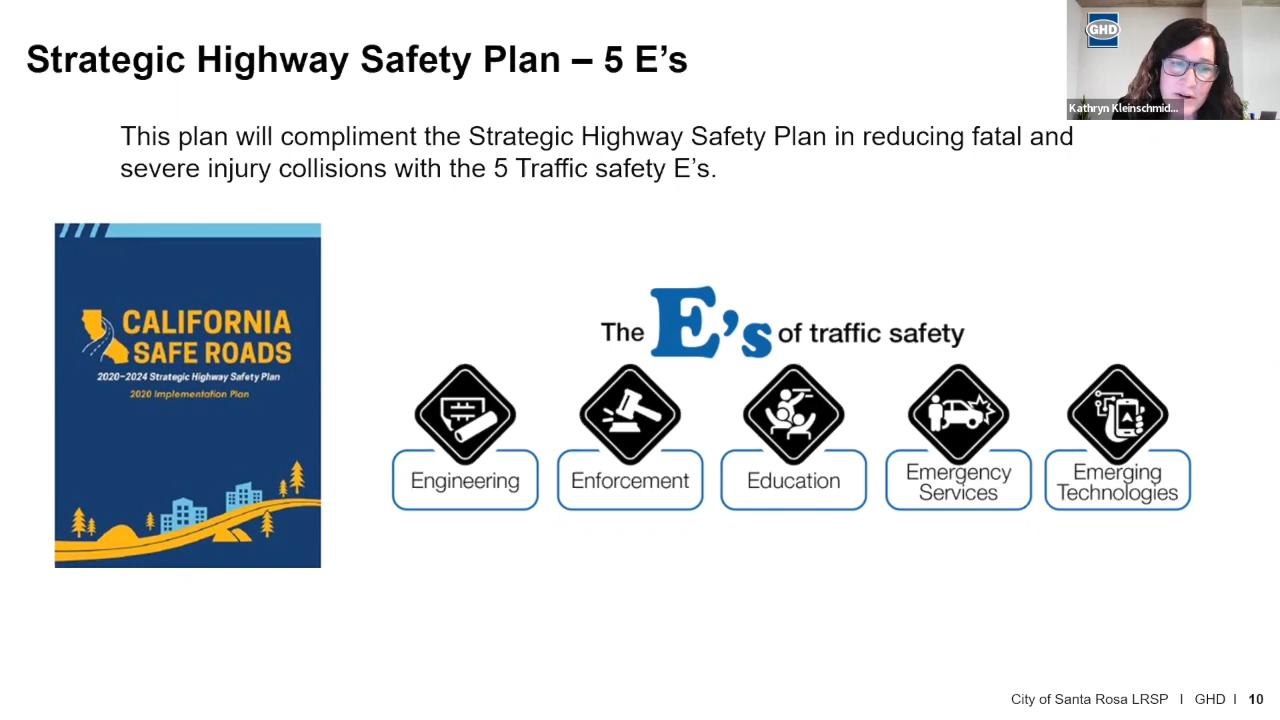 Strategic Highway Safety Plan – 5 E’s
GHD
Kathryn Kleinschmid...
This plan will compliment the Strategic Highway Safety Plan in reducing fatal and
severe injury collisions with the 5 Traffic safety E’s.
CALIFORNIA
SAFE ROADS
2020–2024 Strategic Highway Safety Plan
2020 Implementation Plan
The E’s of traffic safety
Engineering
Enforcement
Education
Emergency
Services
Emerging
Technologies
City of Santa Rosa LRSP I GHD I 10